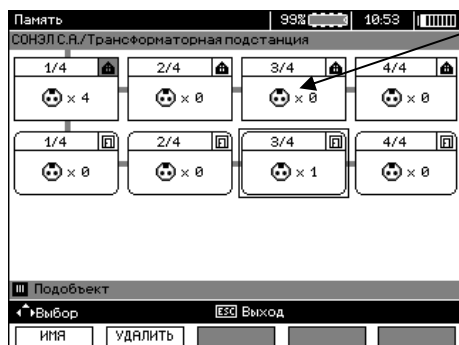 Память 99% 10:53
СОНЭЛ С.А./Трансформаторная подстанция
1/4 2/4 3/4 4/4
× 4 × 0 × 0 × 0
1/4 2/4 3/4 4/4
× 0 × 0 × 1 × 0
Подобъект
Выбор ESC Выход
ИМЯ УДАЛИТЬ